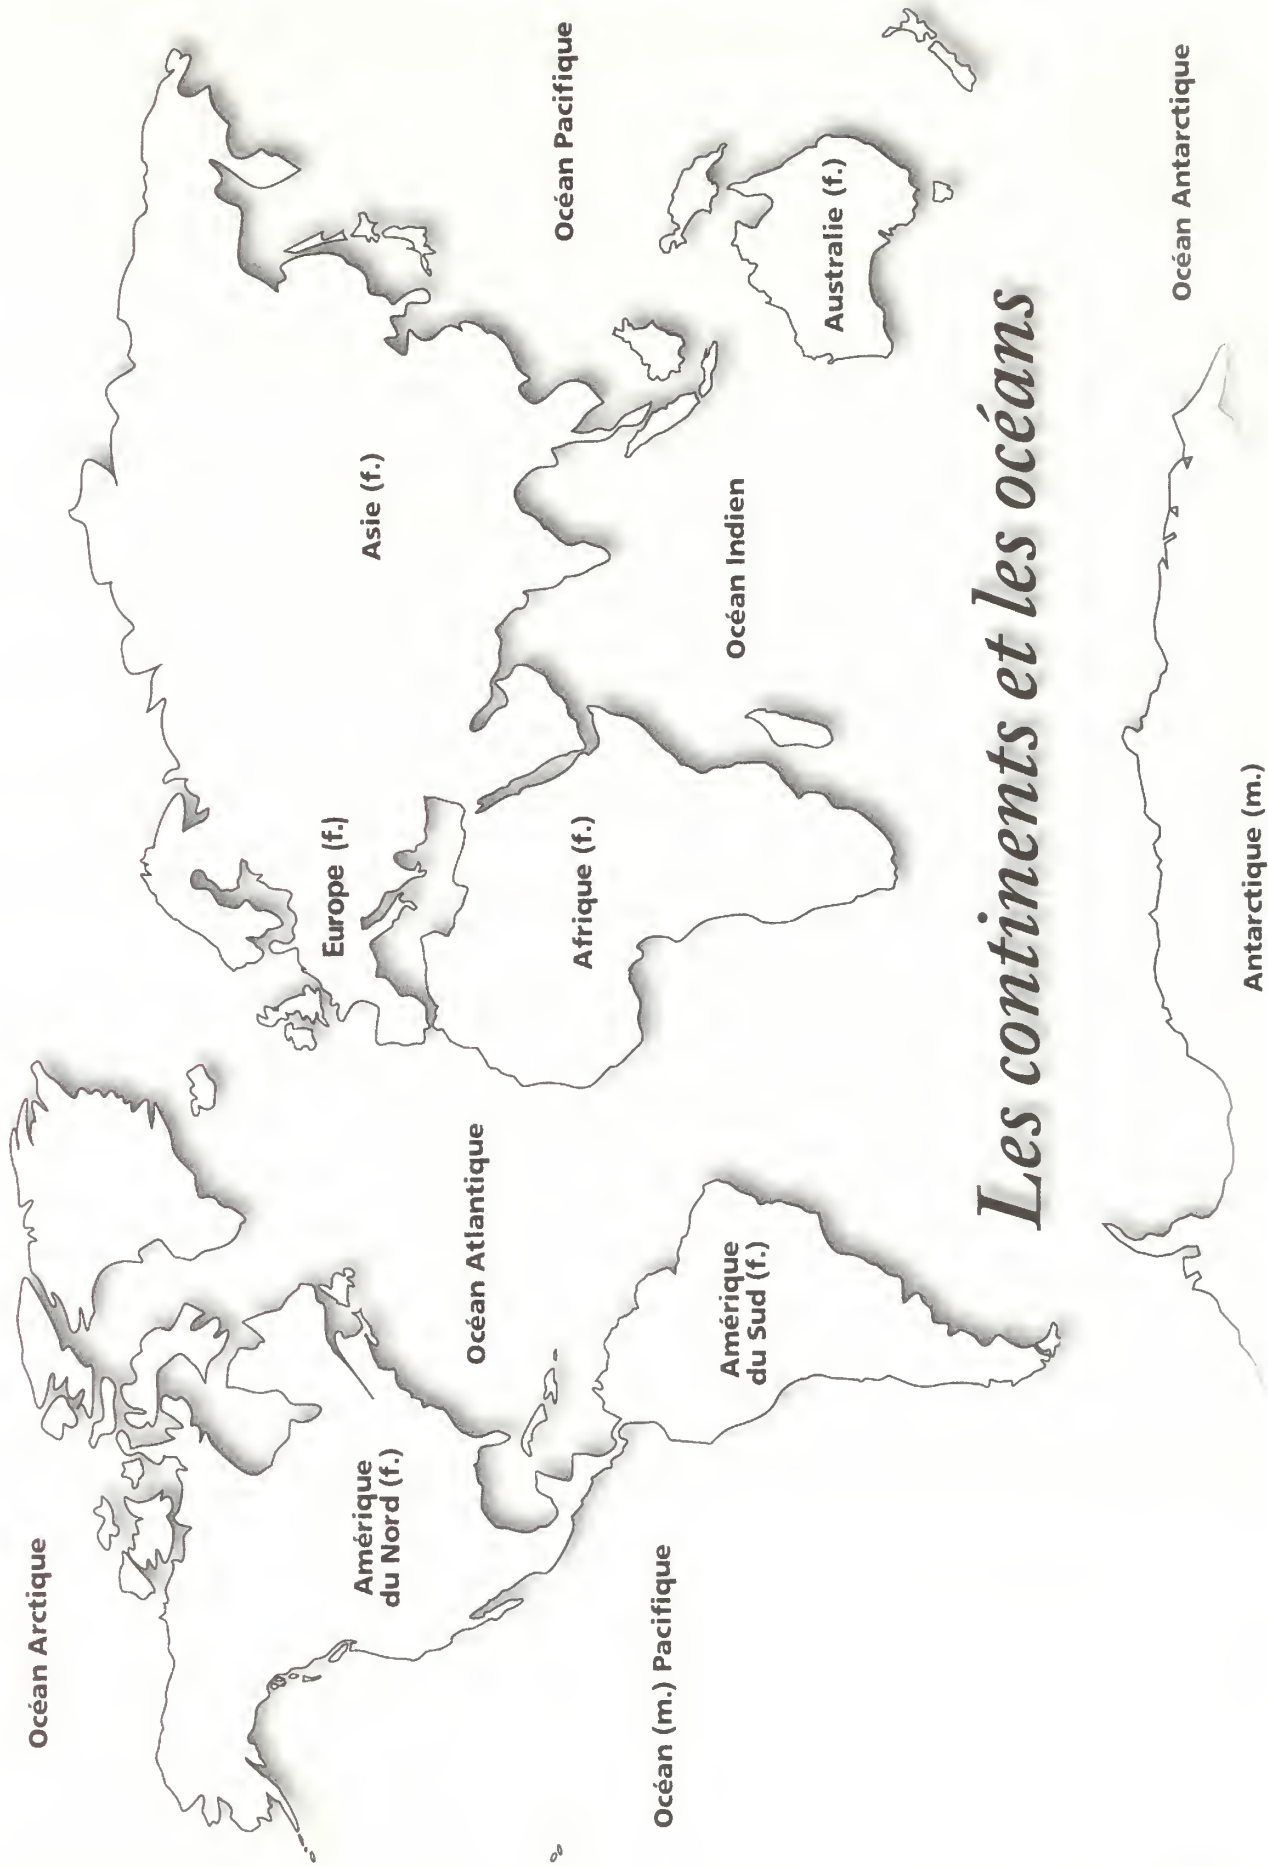 Les continents et les océans
Océan Arctique
Amérique
du Nord (f.)
Océan Atlantique
Europe (f.)
Asie (f.)
Océan Pacifique
Océan (m.) Pacifique
Amérique
du Sud (f.)
Afrique (f.)
Océan Indien
Australie (f.)
Océan Antarctique
Antarctique (m.)